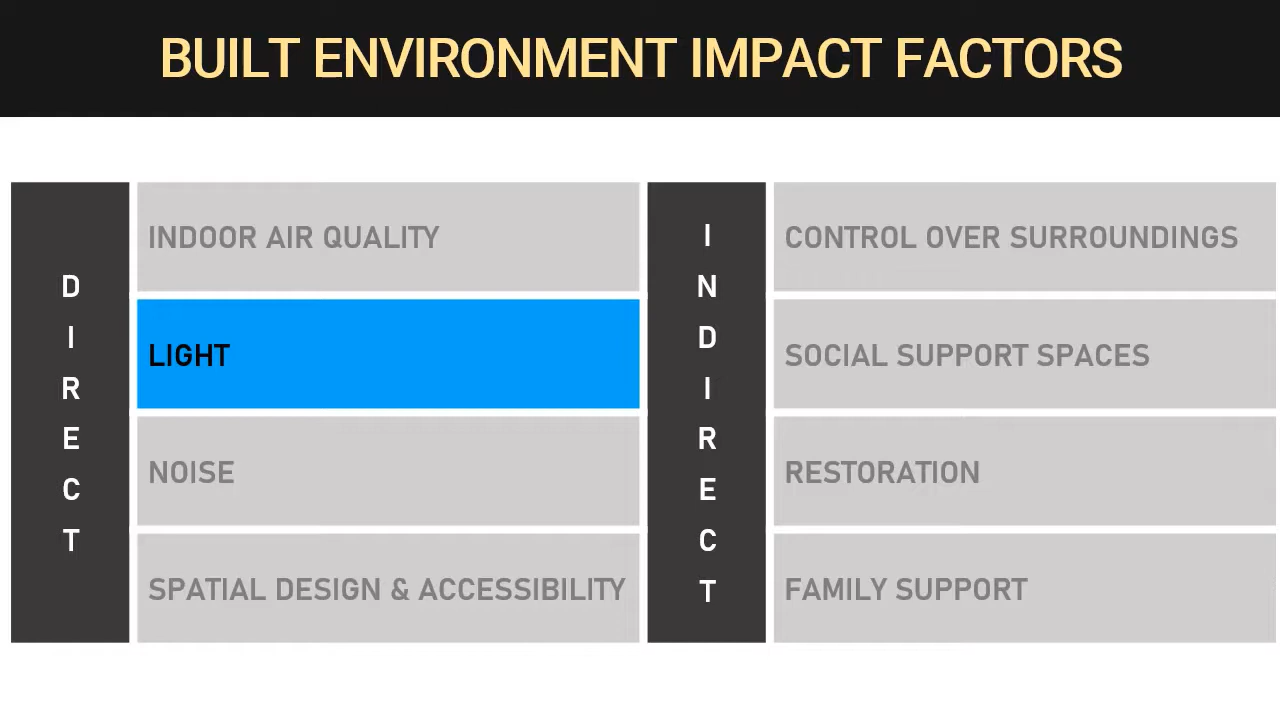 BUILT ENVIRONMENT IMPACT FACTORS
DIRECT
INDOOR AIR QUALITY
LIGHT
NOISE
SPATIAL DESIGN & ACCESSIBILITY
INDIRECT
CONTROL OVER SURROUNDINGS
SOCIAL SUPPORT SPACES
RESTORATION
FAMILY SUPPORT